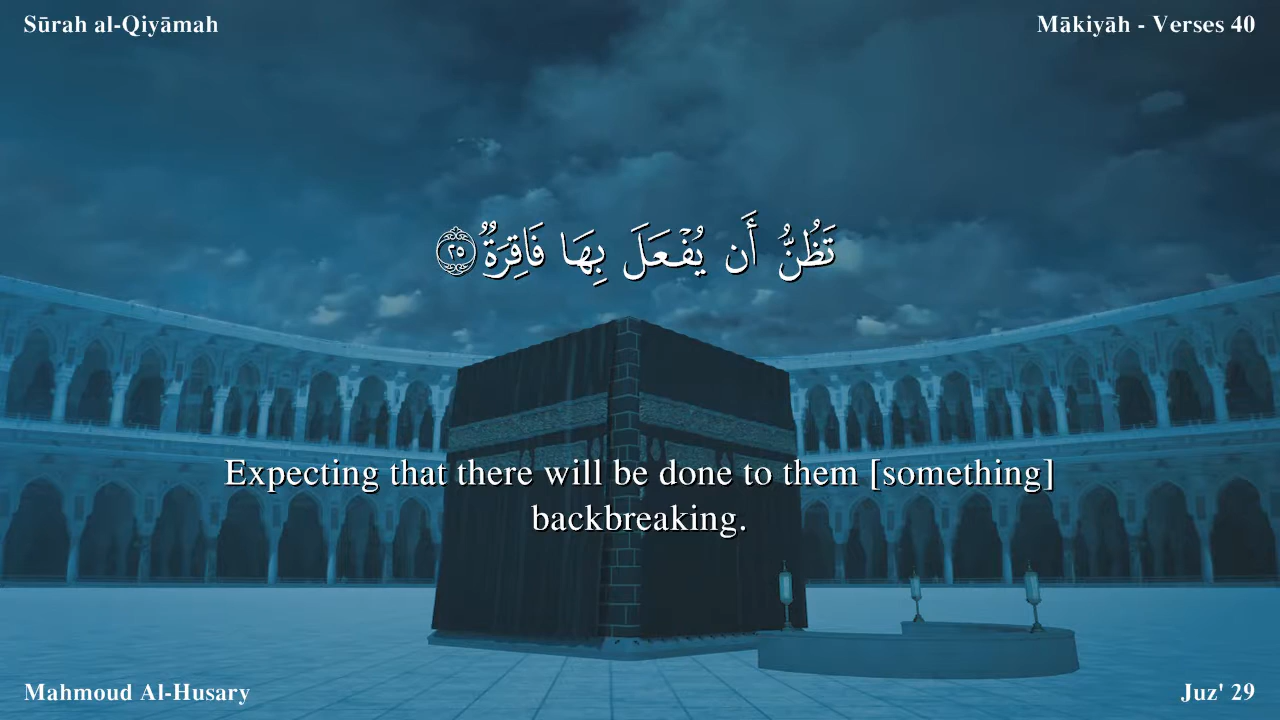 Sūrah al-Qiyāmah
Mākiyāh - Verses 40
تَظُنُّ أَن يُفْعَلَ بِهَا فَاقِرَةٌ ٢٥
Expecting that there will be done to them [something]
backbreaking.
Mahmoud Al-Husary
Juz' 29